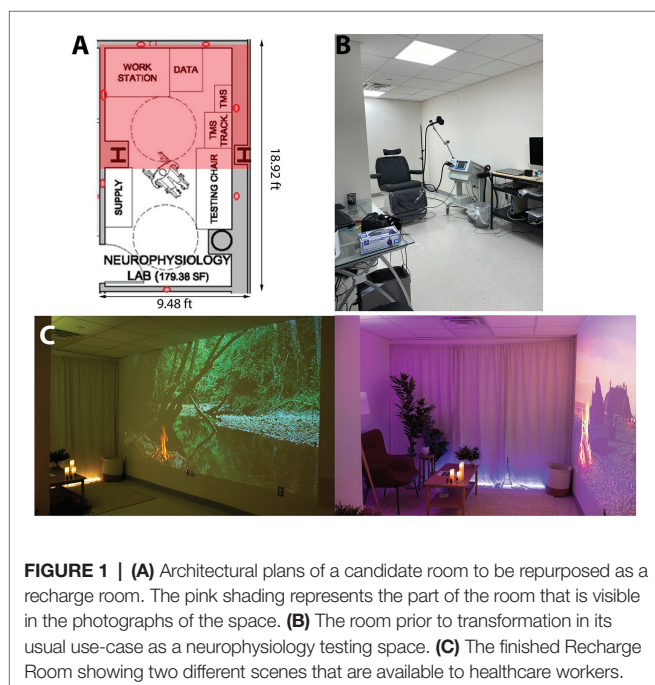 A
WORK
STATION
DATA
TMS
TMS
TRACK.
H
H
SUPPLY
TESTING CHAIR
NEUROPHYSIOLOGY
LAB (179.38 SF)
18.92 ft
9.48 ft
B
C
FIGURE 1 | (A) Architectural plans of a candidate room to be repurposed as a
recharge room. The pink shading represents the part of the room that is visible
in the photographs of the space. (B) The room prior to transformation in its
usual use-case as a neurophysiology testing space. (C) The finished Recharge
Room showing two different scenes that are available to healthcare workers.